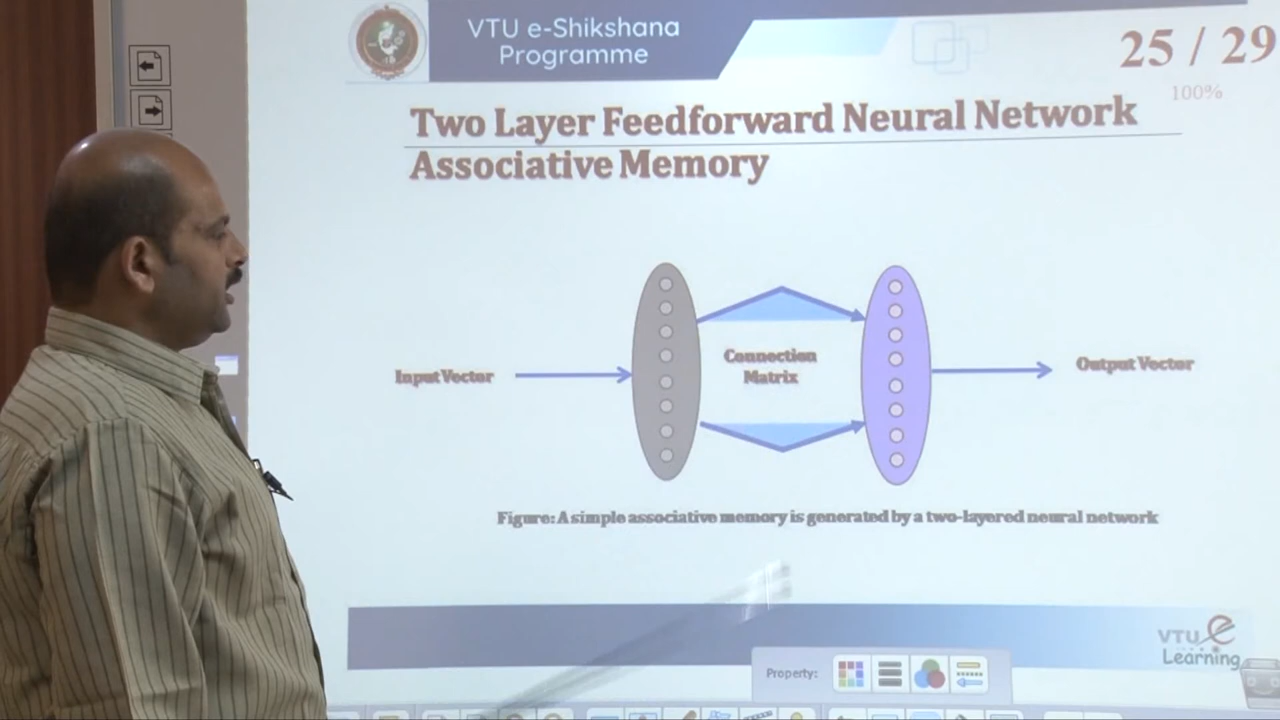 VTU e-Shikshana
Programme
25 / 29
100%
Two Layer Feedforward Neural Network
Associative Memory
Input Vector
Connection
Matrix
Output Vector
Figure: A simple associative memory is generated by a two-layered neural network
VTU e
Learning
Property: